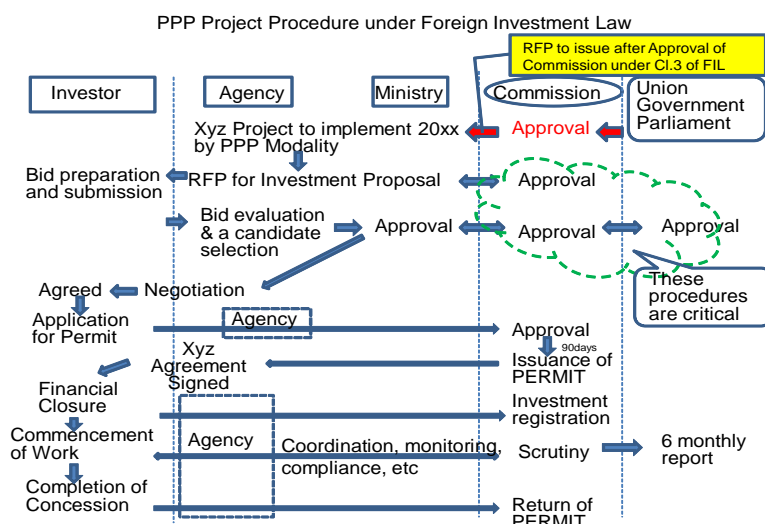 PPP Project Procedure under Foreign Investment Law
RFP to issue after Approval of
Commission under Cl.3 of FIL
Investor
Agency
Ministry
Commission
Union
Government
Parliament
Xyz Project to implement 20xx
by PPP Modality
Approval
Bid preparation
and submission
RFP for Investment Proposal
Approval
Bid evaluation
& a candidate
selection
Approval
Approval
Approval
These
procedures
are critical
Agreed
Negotiation
Application
for Permit
Agency
Approval
90days
Issuance of
PERMIT
Xyz
Agreement
Signed
Financial
Closure
Investment
registration
Commencement
of Work
Agency
Coordination, monitoring,
compliance, etc
Scrutiny
6 monthly
report
Completion of
Concession
Return of
PERMIT